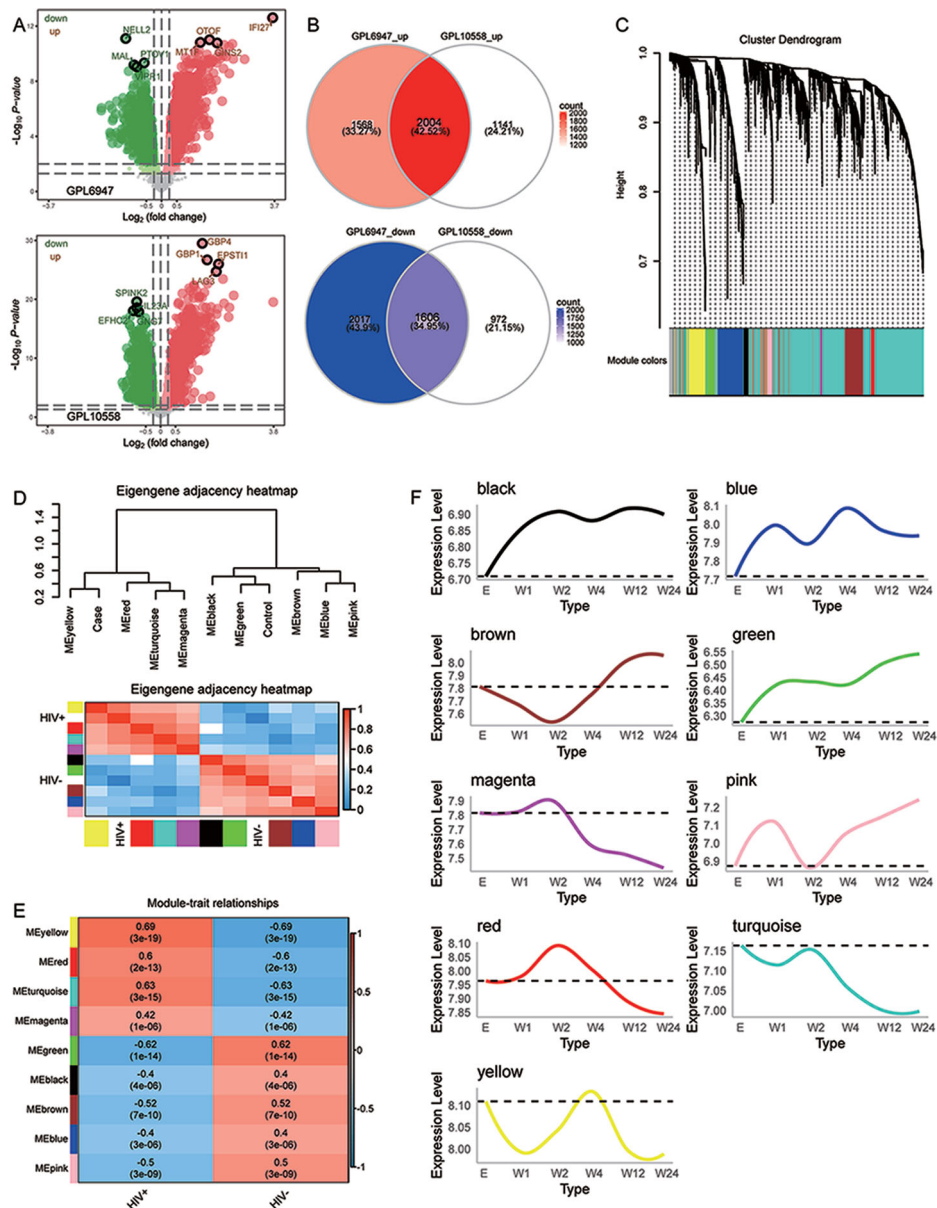 A
down
up
NELL2
MAL
PTOV1
VIPR1
OTOF
MT1F
GINS2
IFI27
-Log10 P-value
12
8
4
0
GPL6947
-3.7
-0.5
0.5
3.7
Log2 (fold change)
down
up
GBP4
GBP1
EPSTI1
LAG3
SPINK2
IL23A
EFHC2
GNG7
-Log10 P-value
30
20
10
0
GPL10558
-3.8
-0.5
0.5
3.8
Log2 (fold change)
B
GPL6947_up
GPL10558_up
1568
(33.27%)
2004
(42.52%)
1141
(24.21%)
count
2000
1800
1600
1400
1200
GPL6947_down
GPL10558_down
2017
(43.9%)
1606
(34.95%)
972
(21.15%)
count
2000
1750
1500
1250
1000
C
Cluster Dendrogram
Height
1.0
0.9
0.8
0.7
Module colors
D
Eigengene adjacency heatmap
1.4
1.0
0.6
0.2
MEyellow
Case
MEred
MEturquoise
MEmagenta
MEblack
MEgreen
Control
MEbrown
MEblue
MEpink
Eigengene adjacency heatmap
HIV+
HIV-
1
0.8
0.6
0.4
0.2
0
HIV+
HIV-
E
Module-trait relationships
MEyellow
0.69
(3e-19)
-0.69
(3e-19)
MEred
0.6
(2e-13)
-0.6
(2e-13)
MEturquoise
0.63
(3e-15)
-0.63
(3e-15)
MEmagenta
0.42
(1e-06)
-0.42
(1e-06)
MEgreen
-0.62
(1e-14)
0.62
(1e-14)
MEblack
-0.4
(4e-06)
0.4
(4e-06)
MEbrown
-0.52
(7e-10)
0.52
(7e-10)
MEblue
-0.4
(3e-06)
0.4
(3e-06)
MEpink
-0.5
(3e-09)
0.5
(3e-09)
1
0.5
0
-0.5
-1
HIV+
HIV-
F
black
Expression Level
6.90
6.85
6.80
6.75
6.70
E W1 W2 W4 W12 W24
Type
blue
Expression Level
8.1
8.0
7.9
7.8
7.7
E W1 W2 W4 W12 W24
Type
brown
Expression Level
8.0
7.9
7.8
7.7
7.6
E W1 W2 W4 W12 W24
Type
green
Expression Level
6.55
6.50
6.45
6.40
6.35
6.30
E W1 W2 W4 W12 W24
Type
magenta
Expression Level
7.9
7.8
7.7
7.6
7.5
E W1 W2 W4 W12 W24
Type
pink
Expression Level
7.2
7.1
7.0
6.9
E W1 W2 W4 W12 W24
Type
red
Expression Level
8.10
8.05
8.00
7.95
7.90
7.85
E W1 W2 W4 W12 W24
Type
turquoise
Expression Level
7.15
7.10
7.05
7.00
E W1 W2 W4 W12 W24
Type
yellow
Expression Level
8.10
8.05
8.00
E W1 W2 W4 W12 W24
Type